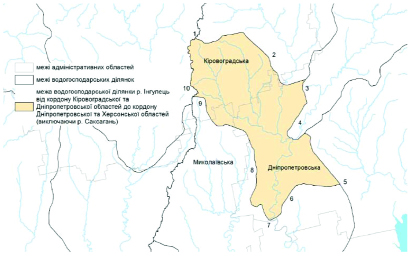 1
2
Кіровоградська
межі адміністративних областей
межі водогосподарських ділянок
3
межа водогосподарської ділянки р. Інгулець
від кордону Кіровоградської та
Дніпропетровської областей до кордону
Дніпропетровської та Херсонської областей
(виключаючи р. Саксагань)
10
9
4
Миколаївська
8
Дніпропетровська
5
6
7